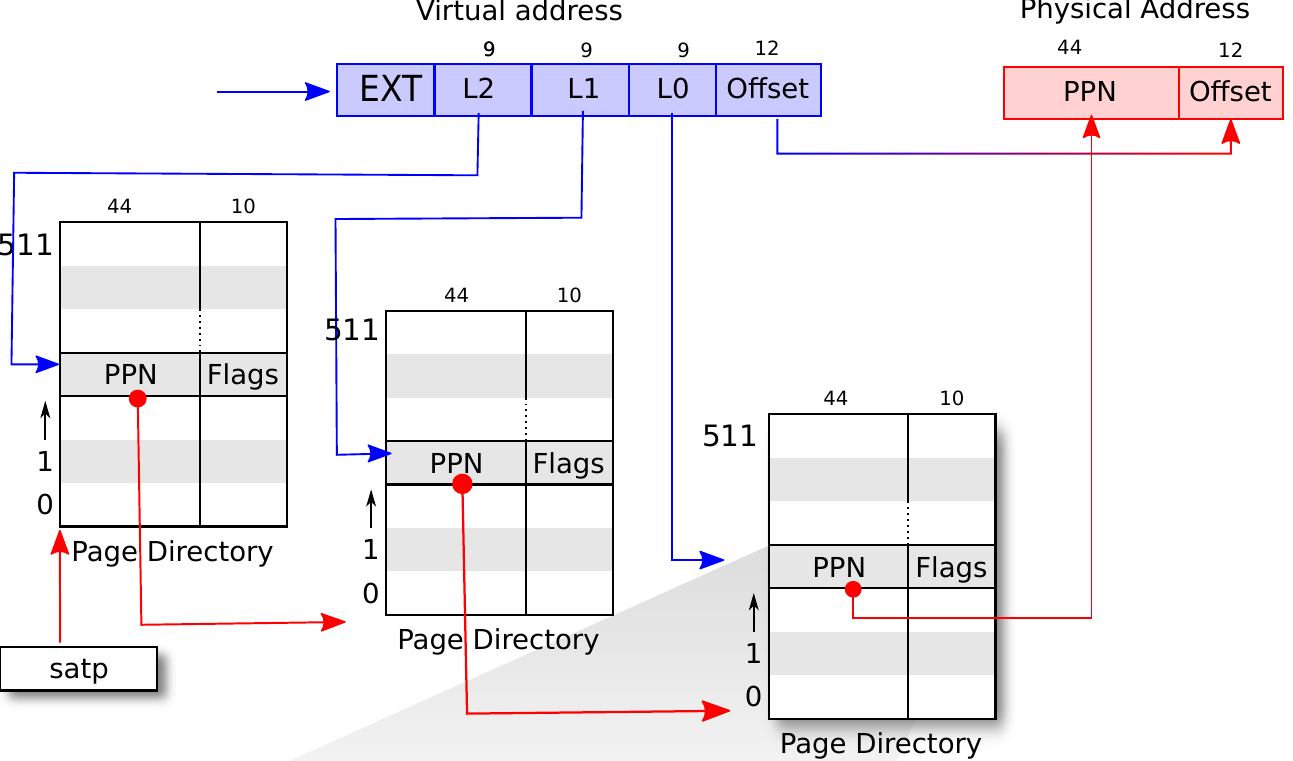 Virtual address
Physical Address
9 9 9 12
44 12
EXT L2 L1 L0 Offset
PPN Offset
44 10
511
PPN Flags
1
0
Page Directory
satp
44 10
511
PPN Flags
1
0
Page Directory
44 10
511
PPN Flags
1
0
Page Directory